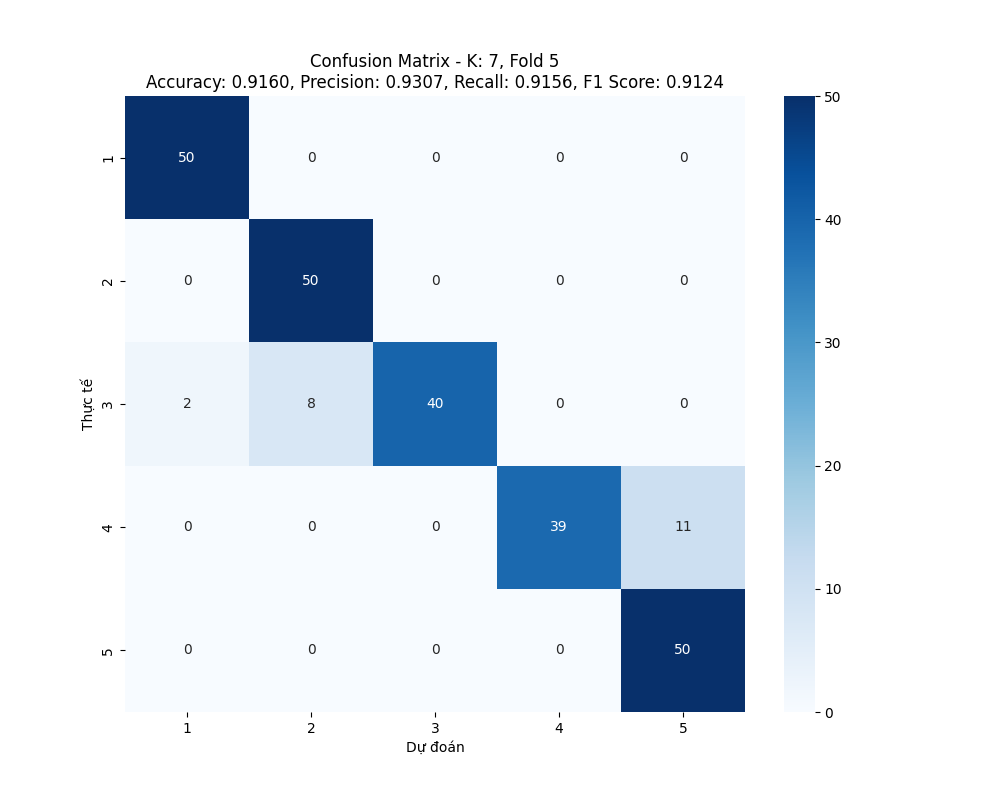 Confusion Matrix - K: 7, Fold 5
Accuracy: 0.9160, Precision: 0.9307, Recall: 0.9156, F1 Score: 0.9124
1 50 0 0 0 0
2 0 50 0 0 0
3 2 8 40 0 0
4 0 0 0 39 11
5 0 0 0 0 50
1 2 3 4 5
Thực tế
Dự đoán
50
40
30
20
10
0